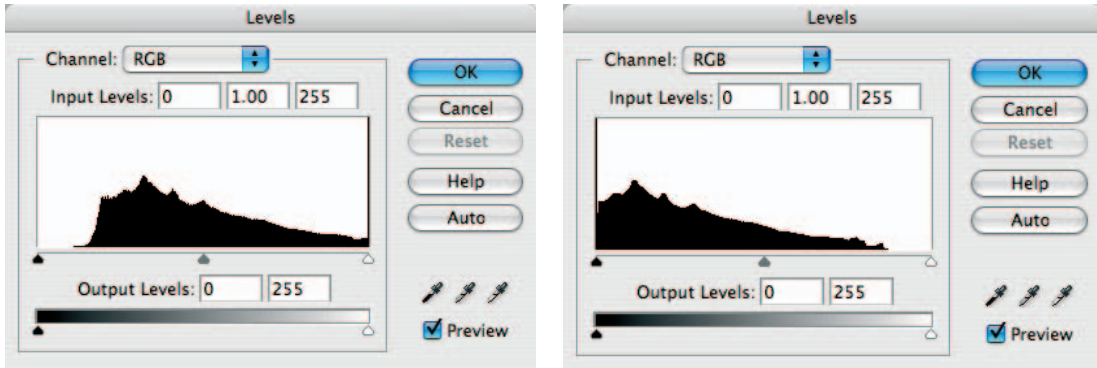 Levels
Channel: RGB
OK
Input Levels: 0 1.00 255
Cancel
Reset
Help
Auto
Output Levels: 0 255
Preview
Levels
Channel: RGB
OK
Input Levels: 0 1.00 255
Cancel
Reset
Help
Auto
Output Levels: 0 255
Preview